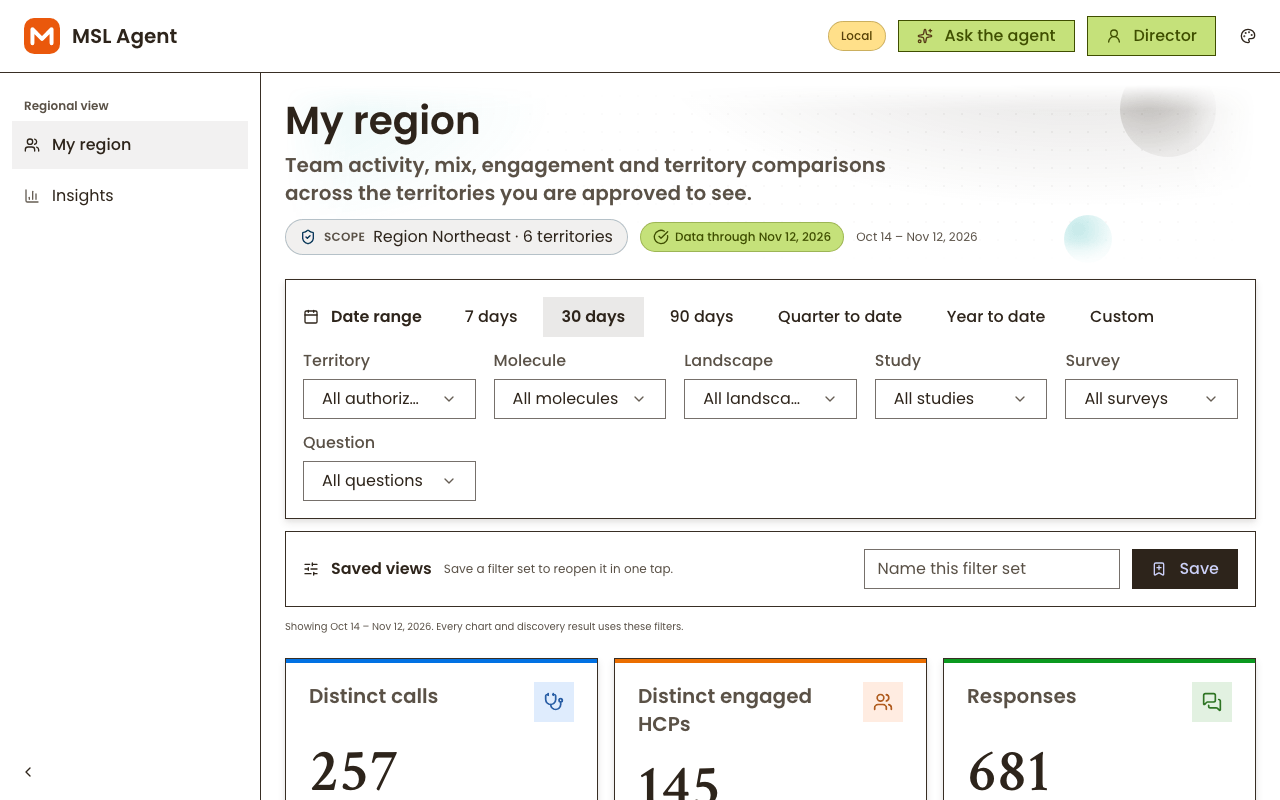 MSL Agent
Local
Ask the agent
Director
Regional view
My region
Insights
My region
Team activity, mix, engagement and territory comparisons
across the territories you are approved to see.
SCOPE Region Northeast · 6 territories
Data through Nov 12, 2026
Oct 14 – Nov 12, 2026
Date range
7 days
30 days
90 days
Quarter to date
Year to date
Custom
Territory
Molecule
Landscape
Study
Survey
All authoriz...
All molecules
All landsca...
All studies
All surveys
Question
All questions
Saved views
Save a filter set to reopen it in one tap.
Name this filter set
Save
Showing Oct 14 – Nov 12, 2026. Every chart and discovery result uses these filters.
Distinct calls
257
Distinct engaged
HCPs
145
Responses
681